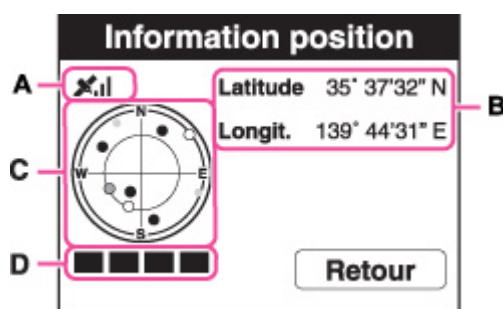 Information position
A
Latitude 35° 37'32" N
B
Longit. 139° 44'31" E
N
C
W
E
S
D
Retour